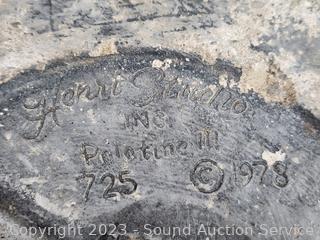 Henri Studio
INC.
Palatine Ill
725 © 1978
Copyright 2023 - Sound Auction Service